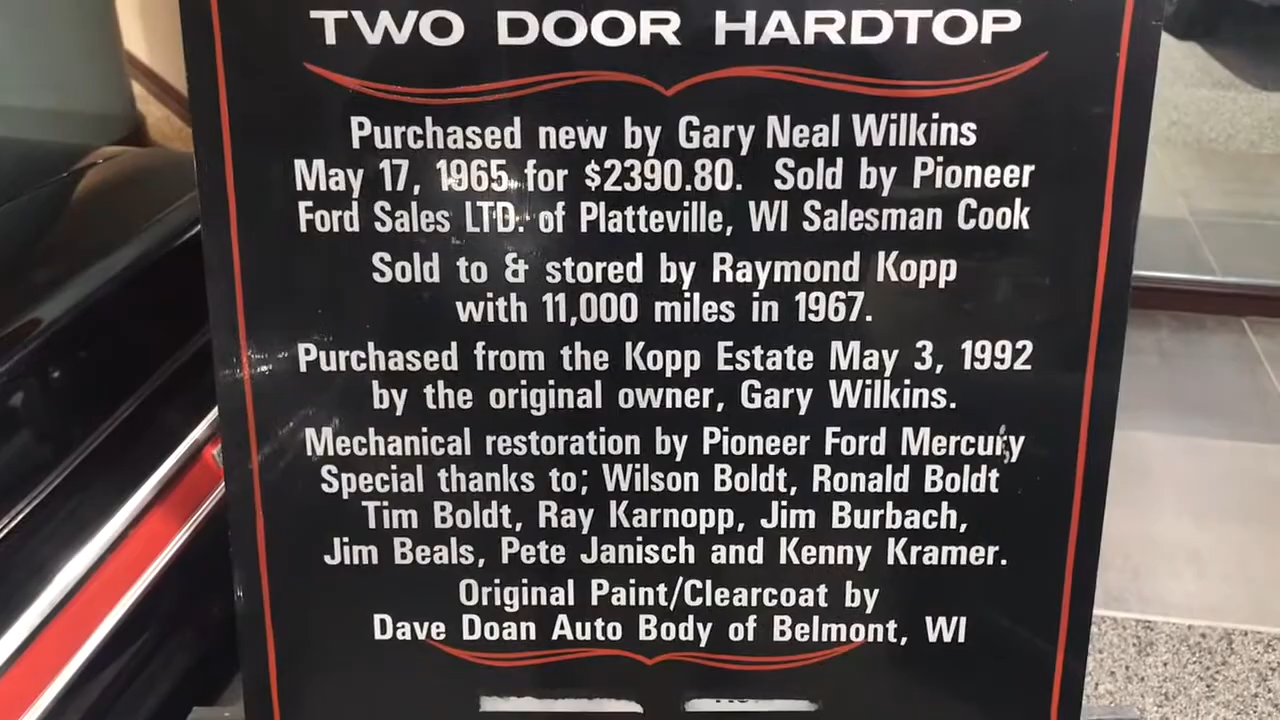 TWO DOOR HARDTOP
Purchased new by Gary Neal Wilkins
May 17, 1965 for $2390.80. Sold by Pioneer
Ford Sales LTD. of Platteville, WI Salesman Cook
Sold to & stored by Raymond Kopp
with 11,000 miles in 1967.
Purchased from the Kopp Estate May 3, 1992
by the original owner, Gary Wilkins.
Mechanical restoration by Pioneer Ford Mercury
Special thanks to; Wilson Boldt, Ronald Boldt
Tim Boldt, Ray Karnopp, Jim Burbach,
Jim Beals, Pete Janisch and Kenny Kramer.
Original Paint/Clearcoat by
Dave Doan Auto Body of Belmont, WI